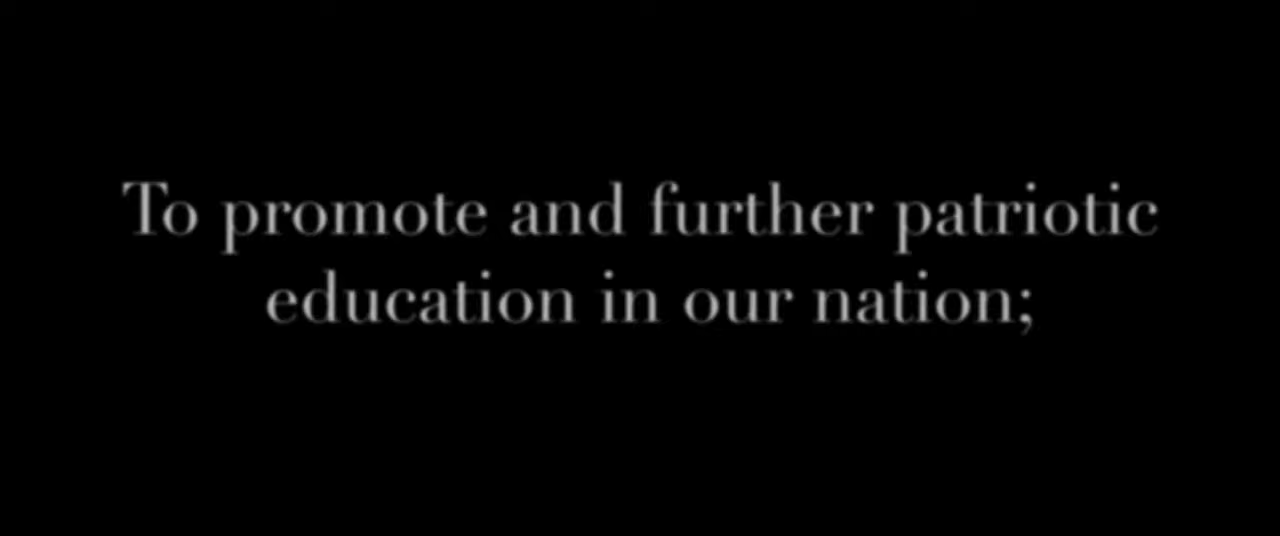 To promote and further patriotic
education in our nation;